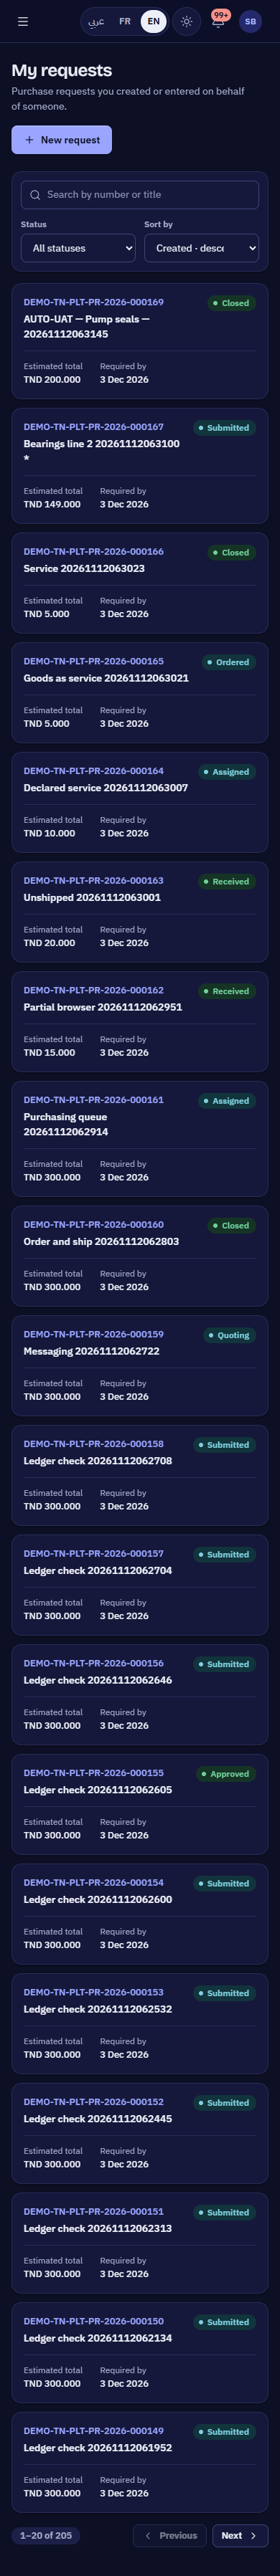 عربي FR EN 99+ SB
My requests
Purchase requests you created or entered on behalf
of someone.
New request
Search by number or title
Status Sort by
All statuses Created - desce
DEMO-TN-PLT-PR-2026-000169 Closed
AUTO-UAT — Pump seals —
20261112063145
Estimated total Required by
TND 200.000 3 Dec 2026
DEMO-TN-PLT-PR-2026-000167 Submitted
Bearings line 2 20261112063100
*
Estimated total Required by
TND 149.000 3 Dec 2026
DEMO-TN-PLT-PR-2026-000166 Closed
Service 20261112063023
Estimated total Required by
TND 5.000 3 Dec 2026
DEMO-TN-PLT-PR-2026-000165 Ordered
Goods as service 20261112063021
Estimated total Required by
TND 5.000 3 Dec 2026
DEMO-TN-PLT-PR-2026-000164 Assigned
Declared service 20261112063007
Estimated total Required by
TND 10.000 3 Dec 2026
DEMO-TN-PLT-PR-2026-000163 Received
Unshipped 20261112063001
Estimated total Required by
TND 20.000 3 Dec 2026
DEMO-TN-PLT-PR-2026-000162 Received
Partial browser 20261112062951
Estimated total Required by
TND 15.000 3 Dec 2026
DEMO-TN-PLT-PR-2026-000161 Assigned
Purchasing queue
20261112062914
Estimated total Required by
TND 300.000 3 Dec 2026
DEMO-TN-PLT-PR-2026-000160 Closed
Order and ship 20261112062803
Estimated total Required by
TND 300.000 3 Dec 2026
DEMO-TN-PLT-PR-2026-000159 Quoting
Messaging 20261112062722
Estimated total Required by
TND 300.000 3 Dec 2026
DEMO-TN-PLT-PR-2026-000158 Submitted
Ledger check 20261112062708
Estimated total Required by
TND 300.000 3 Dec 2026
DEMO-TN-PLT-PR-2026-000157 Submitted
Ledger check 20261112062704
Estimated total Required by
TND 300.000 3 Dec 2026
DEMO-TN-PLT-PR-2026-000156 Submitted
Ledger check 20261112062646
Estimated total Required by
TND 300.000 3 Dec 2026
DEMO-TN-PLT-PR-2026-000155 Approved
Ledger check 20261112062605
Estimated total Required by
TND 300.000 3 Dec 2026
DEMO-TN-PLT-PR-2026-000154 Submitted
Ledger check 20261112062600
Estimated total Required by
TND 300.000 3 Dec 2026
DEMO-TN-PLT-PR-2026-000153 Submitted
Ledger check 20261112062532
Estimated total Required by
TND 300.000 3 Dec 2026
DEMO-TN-PLT-PR-2026-000152 Submitted
Ledger check 20261112062445
Estimated total Required by
TND 300.000 3 Dec 2026
DEMO-TN-PLT-PR-2026-000151 Submitted
Ledger check 20261112062313
Estimated total Required by
TND 300.000 3 Dec 2026
DEMO-TN-PLT-PR-2026-000150 Submitted
Ledger check 20261112062134
Estimated total Required by
TND 300.000 3 Dec 2026
DEMO-TN-PLT-PR-2026-000149 Submitted
Ledger check 20261112061952
Estimated total Required by
TND 300.000 3 Dec 2026
1–20 of 205 Previous Next